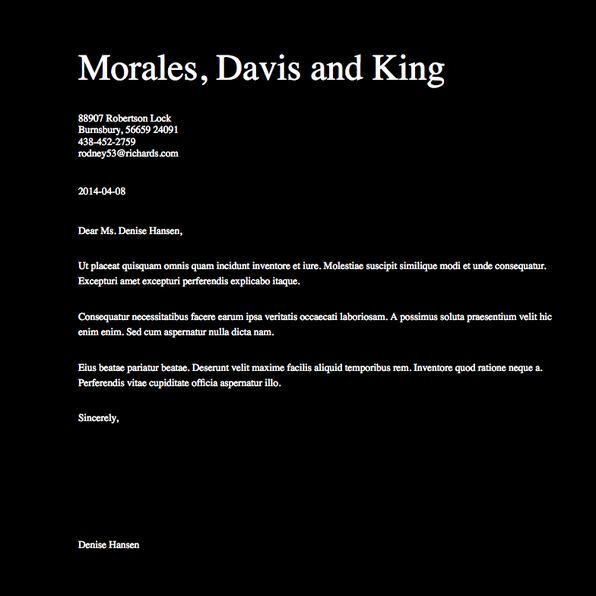 Morales, Davis and King
88907 Robertson Lock
Burnsbury, 56659 24091
438-452-2759
rodney53@richards.com
2014-04-08
Dear Ms. Denise Hansen,
Ut placeat quisquam omnis quam incidunt inventore et iure. Molestiae suscipit similique modi et unde consequatur.
Excepturi amet excepturi perferendis explicabo itaque.
Consequatur necessitatibus facere earum ipsa veritatis occaecati laboriosam. A possimus soluta praesentium velit hic
enim enim. Sed cum aspernatur nulla dicta nam.
Eius beatae pariatur beatae. Deserunt velit maxime facilis aliquid temporibus rem. Inventore quod ratione neque a.
Perferendis vitae cupiditate officia aspernatur illo.
Sincerely,
Denise Hansen